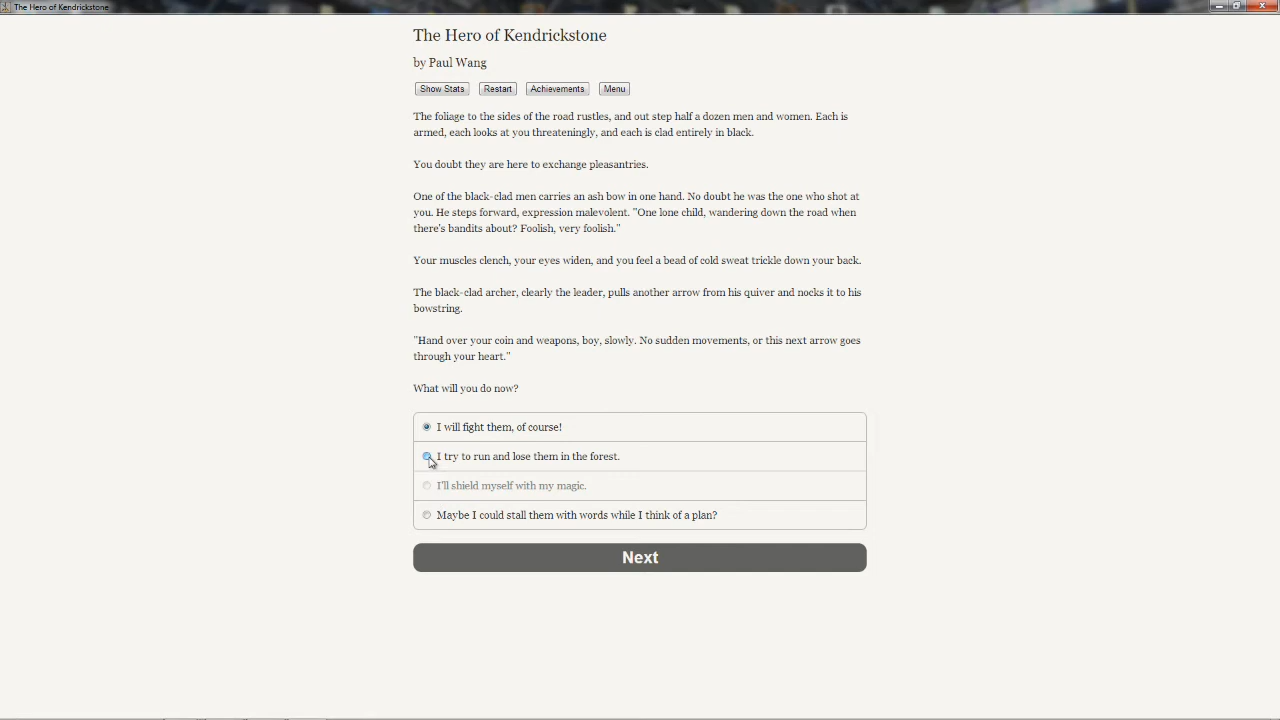 The Hero of Kendrickstone
The Hero of Kendrickstone
by Paul Wang
Show Stats Restart Achievements Menu
The foliage to the sides of the road rustles, and out step half a dozen men and women. Each is
armed, each looks at you threateningly, and each is clad entirely in black.
You doubt they are here to exchange pleasantries.
One of the black-clad men carries an ash bow in one hand. No doubt he was the one who shot at
you. He steps forward, expression malevolent. "One lone child, wandering down the road when
there's bandits about? Foolish, very foolish."
Your muscles clench, your eyes widen, and you feel a bead of cold sweat trickle down your back.
The black-clad archer, clearly the leader, pulls another arrow from his quiver and nocks it to his
bowstring.
"Hand over your coin and weapons, boy, slowly. No sudden movements, or this next arrow goes
through your heart."
What will you do now?
I will fight them, of course!
I try to run and lose them in the forest.
I'll shield myself with my magic.
Maybe I could stall them with words while I think of a plan?
Next